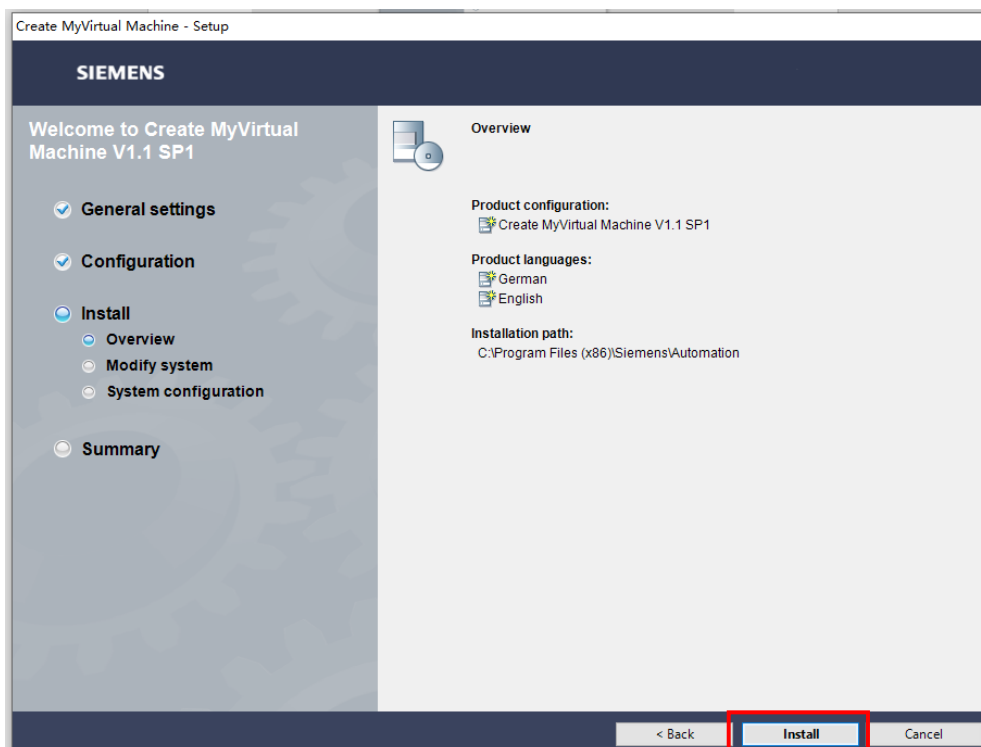 Create MyVirtual Machine - Setup
SIEMENS
Welcome to Create MyVirtual
Machine V1.1 SP1
General settings
Configuration
Install
Overview
Modify system
System configuration
Summary
Overview
Product configuration:
Create MyVirtual Machine V1.1 SP1
Product languages:
German
English
Installation path:
C:\Program Files (x86)\Siemens\Automation
< Back
Install
Cancel